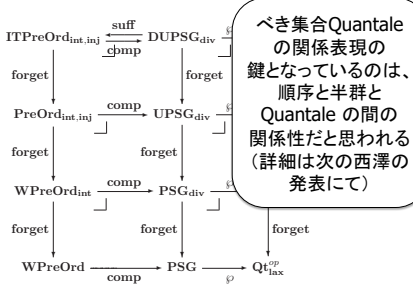 suff
ITPreOrd_int,inj DUPSG_div ℘
comp
forget forget
comp ℘
PreOrd_int,inj UPSG_div
forget forget
comp ℘
WPreOrd_int PSG_div
forget forget forget
WPreOrd PSG Qt^op_lax
comp ℘
べき集合Quantale
の関係表現の
鍵となっているのは、
順序と半群と
Quantale の間の
関係性だと思われる
（詳細は次の西澤の
発表にて）